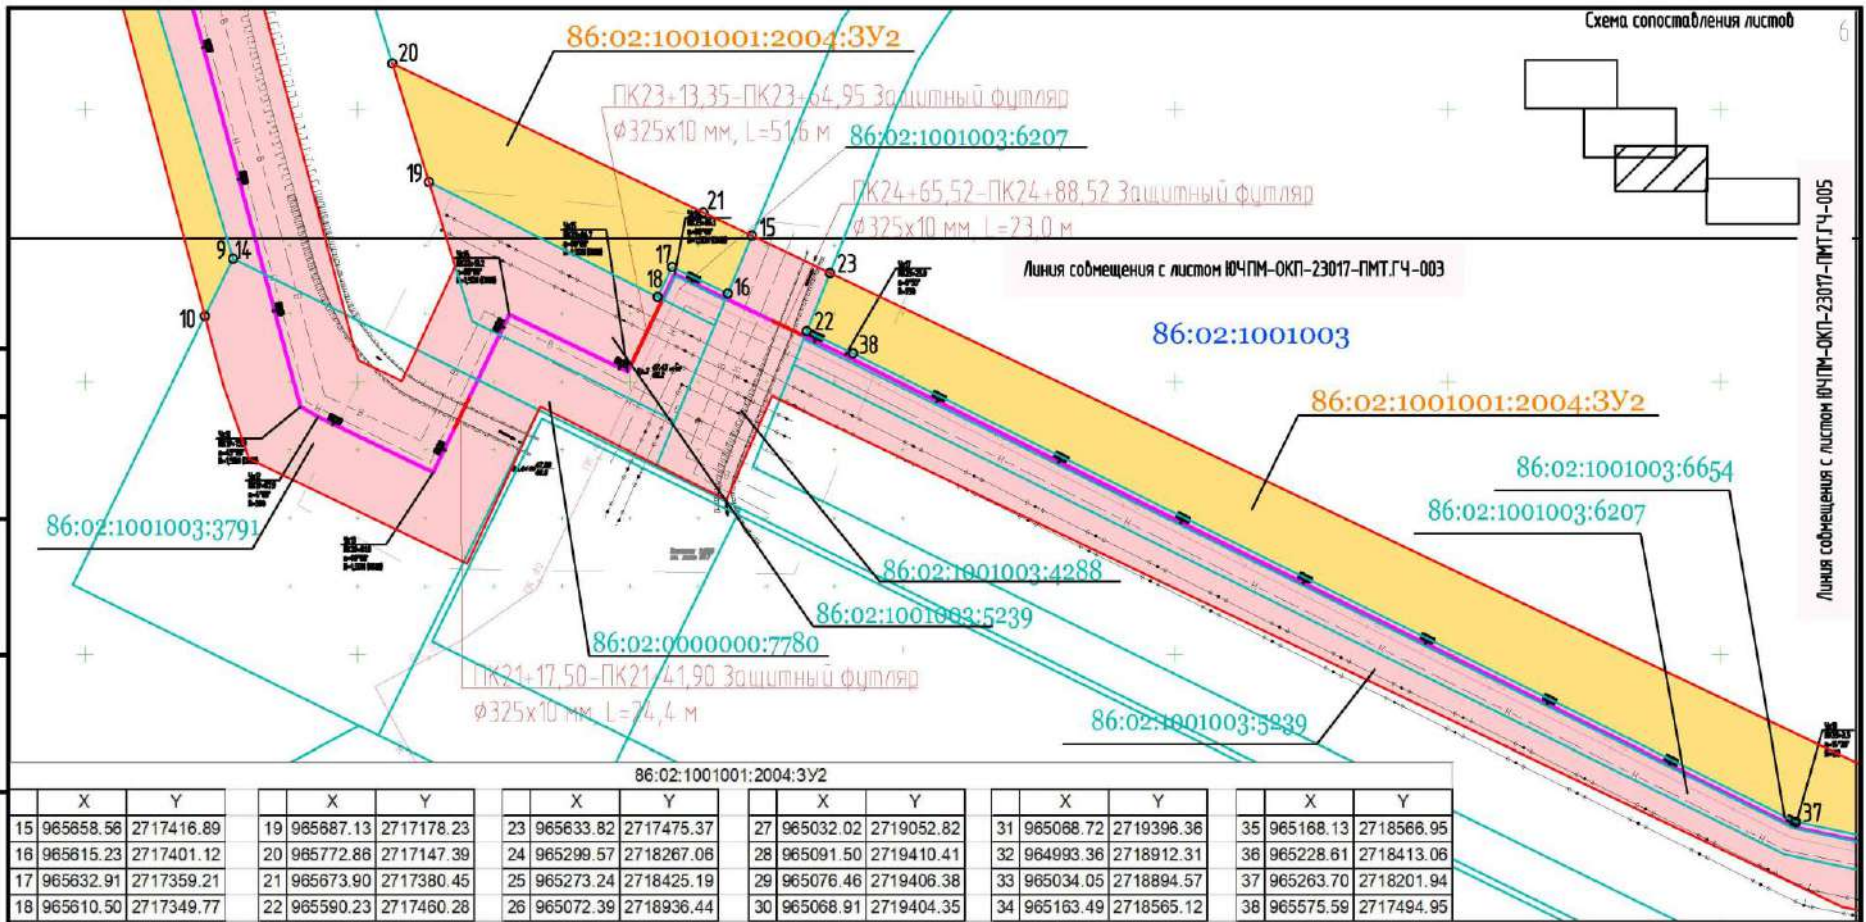 Схема сопоставления листов
6
86:02:1001001:2004:ЗУ2
20
ПК23+13,35-ПК23+64,95 Защитный футляр
Ф325х10 мм, L=51,6 м
86:02:1001003:6207
19
ПК24+65,52-ПК24+88,52 Защитный футляр
Ф325х10 мм, L=23,0 м
21
15
9
14
17
18
16
23
10
22
38
Линия совмещения с листом ЮЧПМ-ОКП-23017-ПМТ.ГЧ-003
Линия совмещения с листом ЮЧПМ-ОКП-23017-ПМТ.ГЧ-005
86:02:1001003
86:02:1001001:2004:ЗУ2
86:02:1001003:6654
86:02:1001003:6207
86:02:1001003:3791
86:02:1001003:4288
86:02:1001003:5239
86:02:0000000:7780
ПК21+17,50-ПК21+41,90 Защитный футляр
Ф325х10 мм, L=24,4 м
86:02:1001003:5239
37
86:02:1001001:2004:ЗУ2
X Y X Y X Y X Y X Y X Y
15 965658.56 2717416.89 19 965687.13 2717178.23 23 965633.82 2717475.37 27 965032.02 2719052.82 31 965068.72 2719396.36 35 965168.13 2718566.95
16 965615.23 2717401.12 20 965772.86 2717147.39 24 965299.57 2718267.06 28 965091.50 2719410.41 32 964993.36 2718912.31 36 965228.61 2718413.06
17 965632.91 2717359.21 21 965673.90 2717380.45 25 965273.24 2718425.19 29 965076.46 2719406.38 33 965034.05 2718894.57 37 965263.70 2718201.94
18 965610.50 2717349.77 22 965590.23 2717460.28 26 965072.39 2718936.44 30 965068.91 2719404.35 34 965163.49 2718565.12 38 965575.59 2717494.95